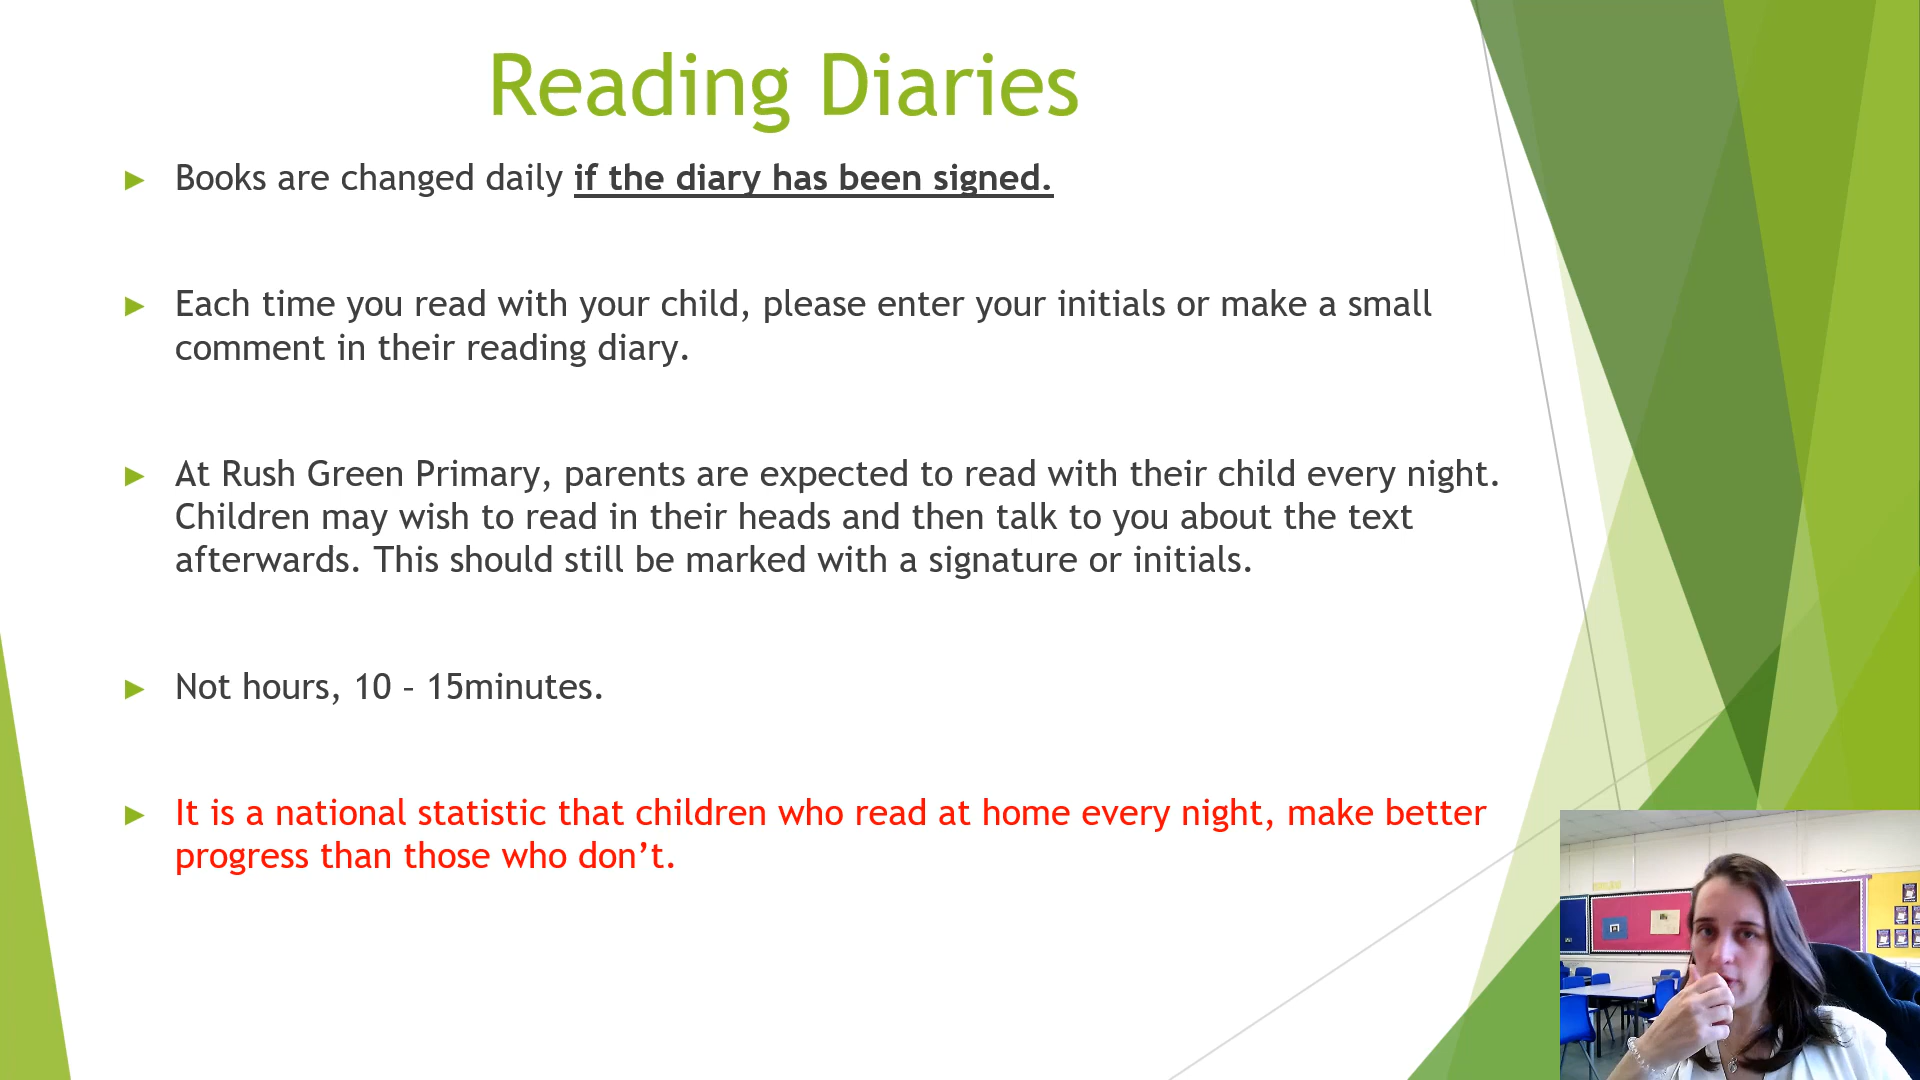 Reading Diaries
Books are changed daily if the diary has been signed.
Each time you read with your child, please enter your initials or make a small
comment in their reading diary.
At Rush Green Primary, parents are expected to read with their child every night.
Children may wish to read in their heads and then talk to you about the text
afterwards. This should still be marked with a signature or initials.
Not hours, 10 – 15minutes.
It is a national statistic that children who read at home every night, make better
progress than those who don’t.